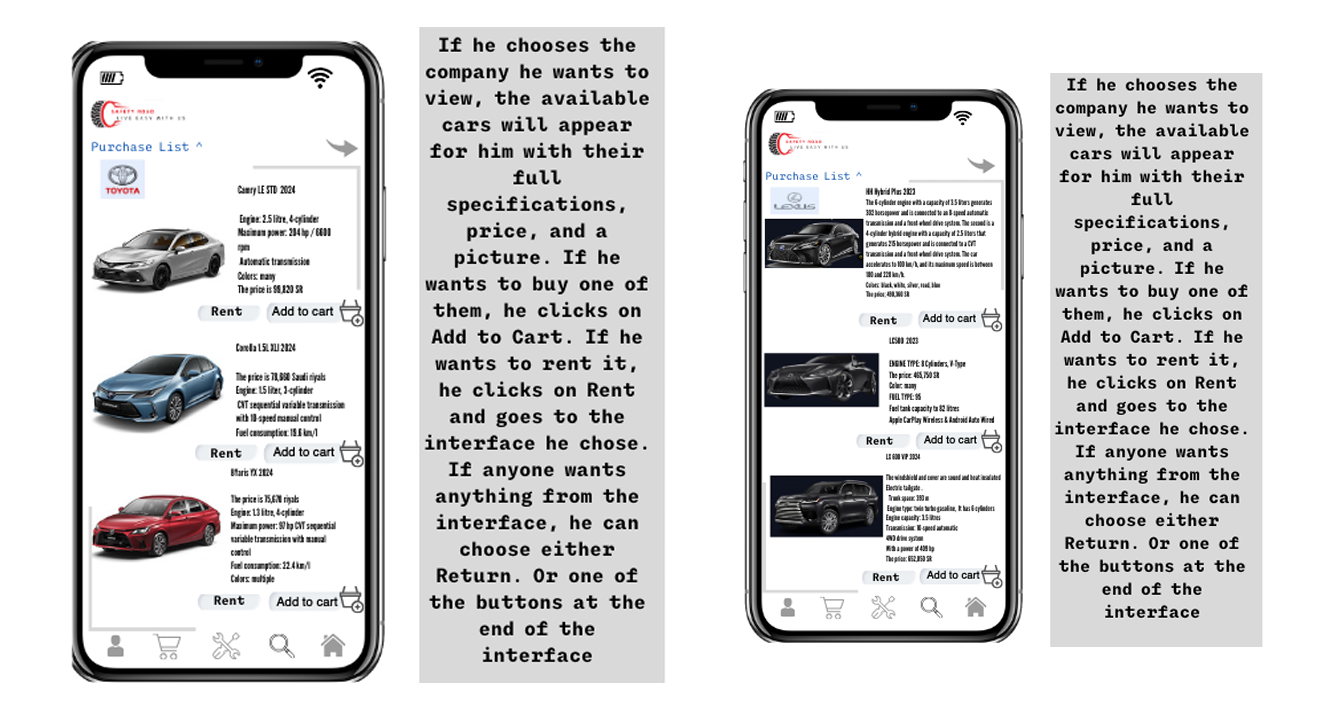 SAFETY ROAD
LIVE EASY WITH US
Purchase List ^
TOYOTA
Camry LE STD 2024
Engine: 2.5 litre, 4-cylinder
Maximum power: 204 hp / 6600
rpm
Automatic transmission
Colors: many
The price is 99,820 SR
Rent
Add to cart
Corolla 1.5L XLI 2024
The price is 78,660 Saudi riyals
Engine: 1.5 liter, 3-cylinder
CVT sequential variable transmission
with 10-speed manual control
Fuel consumption: 19.6 km/l
Rent
Add to cart
BYaris YX 2024
The price is 75,670 riyals
Engine: 1.3 litre, 4-cylinder
Maximum power: 97 hp CVT sequential
variable transmission with manual
control
Fuel consumption: 22.4 km/l
Colors: multiple
Rent
Add to cart
If he chooses the
company he wants to
view, the available
cars will appear
for him with their
full
specifications,
price, and a
picture. If he
wants to buy one of
them, he clicks on
Add to Cart. If he
wants to rent it,
he clicks on Rent
and goes to the
interface he chose.
If anyone wants
anything from the
interface, he can
choose either
Return. Or one of
the buttons at the
end of the
interface
SAFETY ROAD
LIVE EASY WITH US
Purchase List ^
LEXUS
HH Hybrid Plus 2023
The 6-cylinder engine with a capacity of 3.5 liters generates
302 horsepower and is connected to an 8-speed automatic
transmission and a front-wheel drive system. The second is a
4-cylinder hybrid engine with a capacity of 2.5 liters that
generates 215 horsepower and is connected to a CVT
transmission and a front-wheel drive system. The car
accelerates to 100 km/h, and its maximum speed is between
180 and 220 km/h.
Colors: black, white, silver, read, blue
The price: 499,360 SR
Rent
Add to cart
LC500 2023
ENGINE TYPE: 8 Cylinders, V-Type
The price: 465,750 SR
Color: many
FUEL TYPE: 95
Fuel tank capacity to 82 litres
Apple CarPlay Wireless & Android Auto Wired
Rent
Add to cart
LC 600 VIP 2024
The windshield and cover are sound and heat insulated
Electric tailgate .
Trunk space: 393 m
Engine type: twin turbo gasoline, It has 6 cylinders
Engine capacity: 3.5 litres
Transmission: 10-speed automatic
4WD drive system
With a power of 409 hp
The price: 652,050 SR
Rent
Add to cart
If he chooses the
company he wants to
view, the available
cars will appear
for him with their
full
specifications,
price, and a
picture. If he
wants to buy one of
them, he clicks on
Add to Cart. If he
wants to rent it,
he clicks on Rent
and goes to the
interface he chose.
If anyone wants
anything from the
interface, he can
choose either
Return. Or one of
the buttons at the
end of the
interface